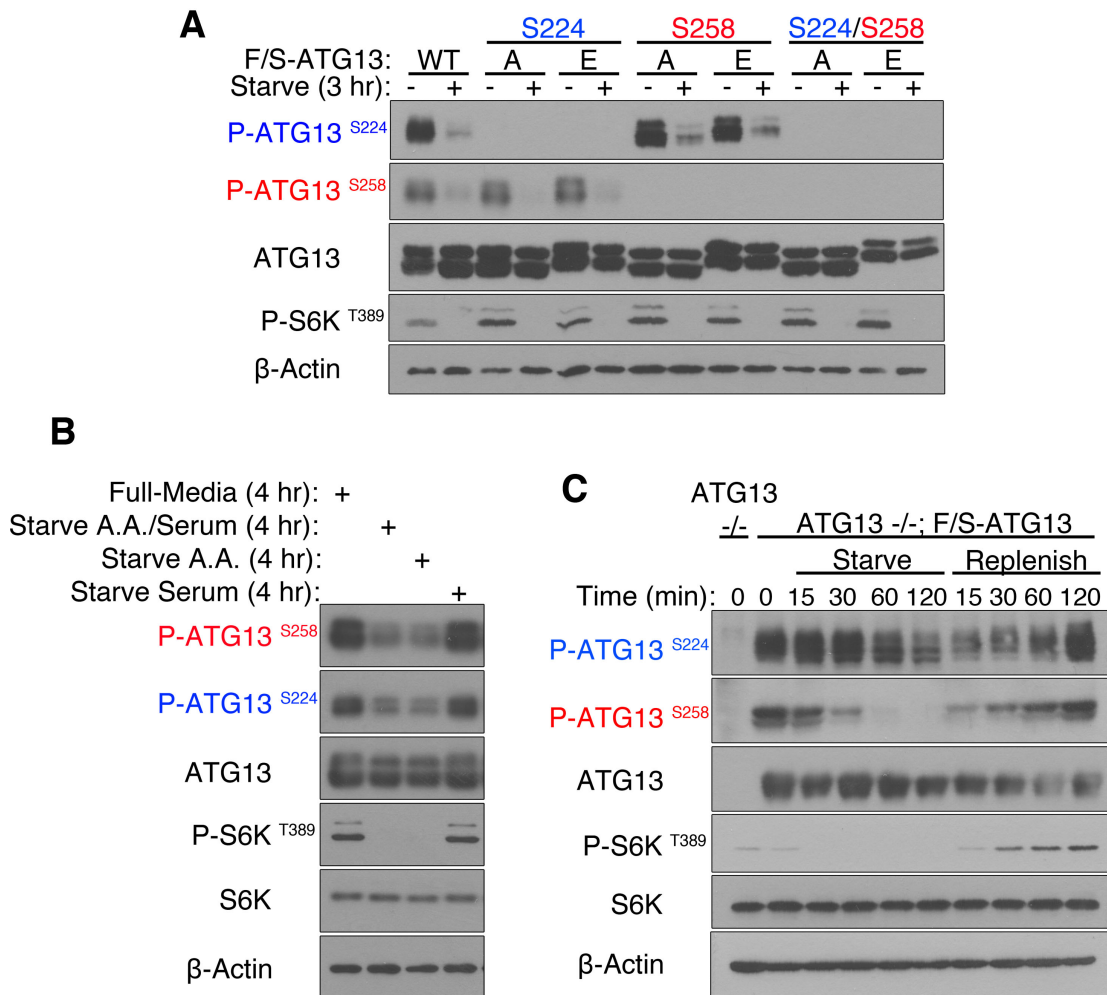 A
S224 S258 S224/S258
F/S-ATG13: WT A E A E A E
Starve (3 hr): - + - + - + - + - + - + - +
P-ATG13 S224
P-ATG13 S258
ATG13
P-S6K T389
β-Actin
B
Full-Media (4 hr): +
Starve A.A./Serum (4 hr): +
Starve A.A. (4 hr): +
Starve Serum (4 hr): +
P-ATG13 S258
P-ATG13 S224
ATG13
P-S6K T389
S6K
β-Actin
C
ATG13
-/- ATG13 -/-; F/S-ATG13
Starve Replenish
Time (min): 0 0 15 30 60 120 15 30 60 120
P-ATG13 S224
P-ATG13 S258
ATG13
P-S6K T389
S6K
β-Actin